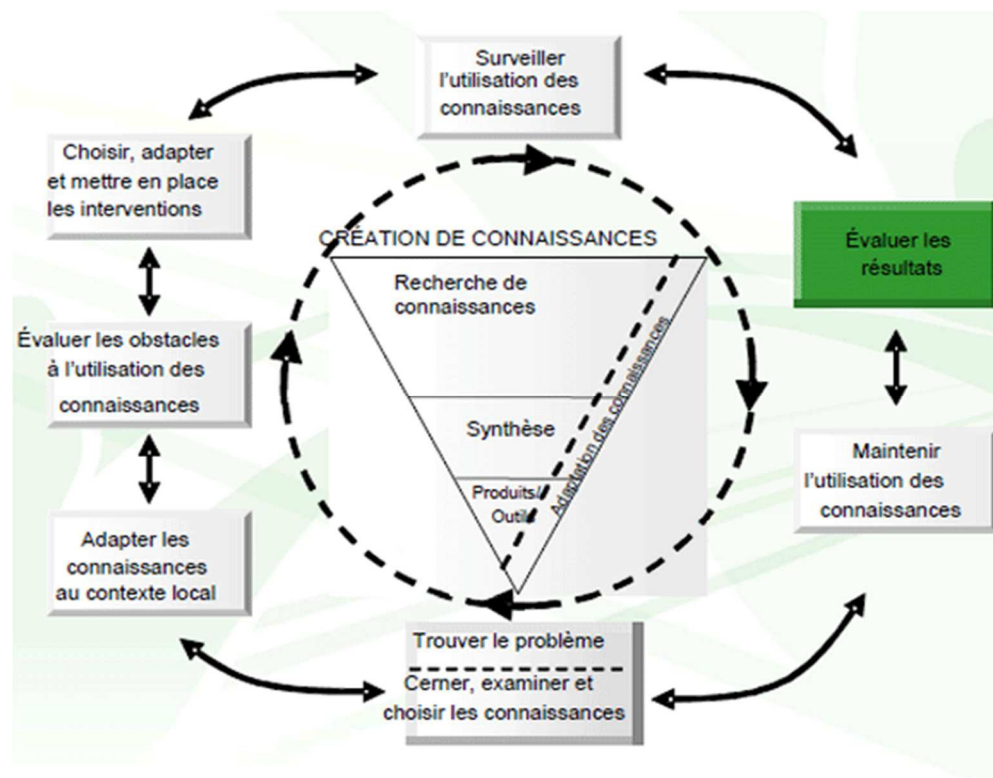 Surveiller
l'utilisation des
connaissances
Choisir, adapter
et mettre en place
les interventions
Évaluer les
résultats
CRÉATION DE CONNAISSANCES
Recherche de
connaissances
Évaluer les obstacles
à l'utilisation des
connaissances
Synthèse
Adaptation des connaissances
Produits/
Outils
Maintenir
l'utilisation des
connaissances
Adapter les
connaissances
au contexte local
Trouver le problème
Cerner, examiner et
choisir les connaissances